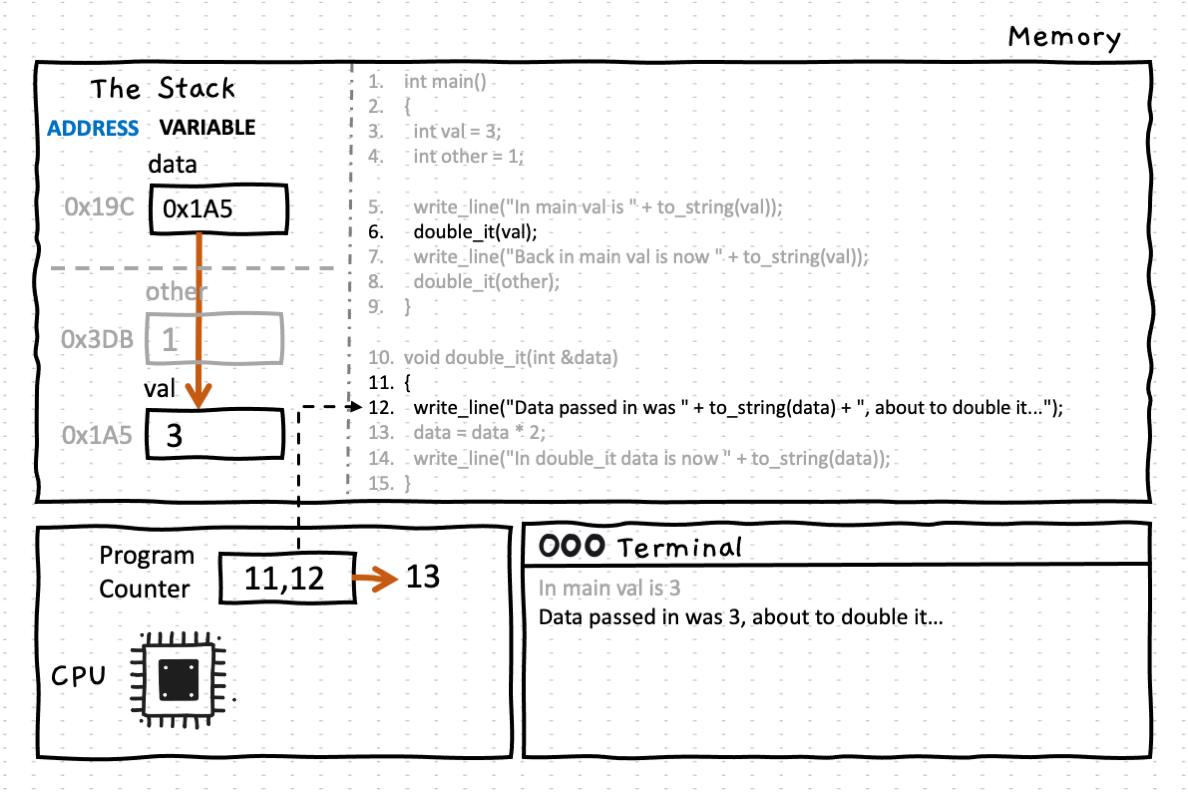 Memory
The Stack
ADDRESS VARIABLE
data
0x19C 0x1A5
other
0x3DB 1
val
0x1A5 3
1. int main()
2. {
3. int val = 3;
4. int other = 1;
5. write_line("In main val is " + to_string(val));
6. double_it(val);
7. write_line("Back in main val is now " + to_string(val));
8. double_it(other);
9. }
10. void double_it(int &data)
11. {
12. write_line("Data passed in was " + to_string(data) + ", about to double it...");
13. data = data * 2;
14. write_line("In double_it data is now " + to_string(data));
15. }
Program
Counter
11,12 13
CPU
Terminal
In main val is 3
Data passed in was 3, about to double it...